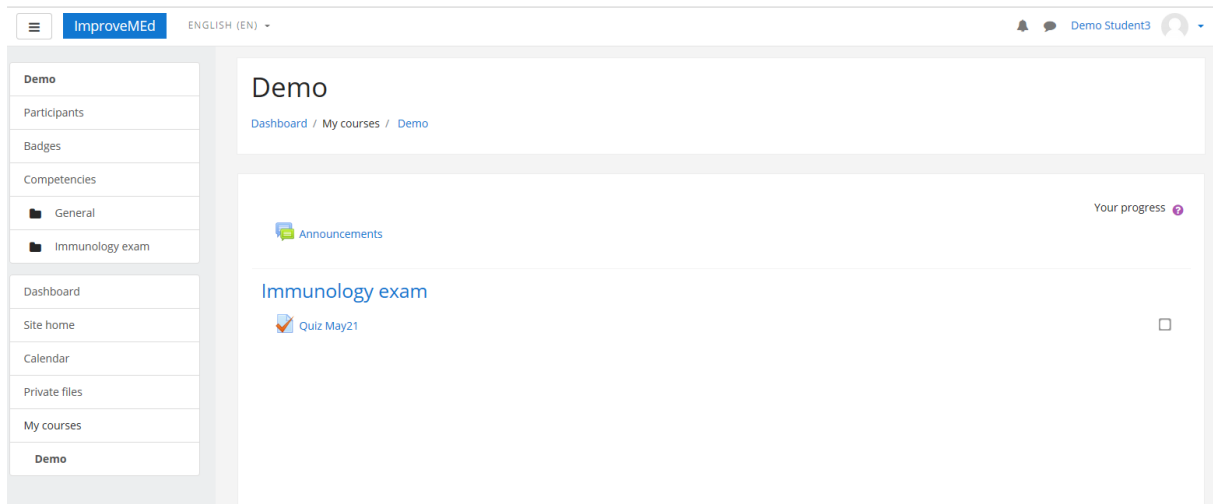 ImproveMEd
ENGLISH (EN)
Demo Student3
Demo
Participants
Badges
Competencies
General
Immunology exam
Dashboard
Site home
Calendar
Private files
My courses
Demo
Demo
Dashboard / My courses / Demo
Your progress ?
Announcements
Immunology exam
Quiz May21